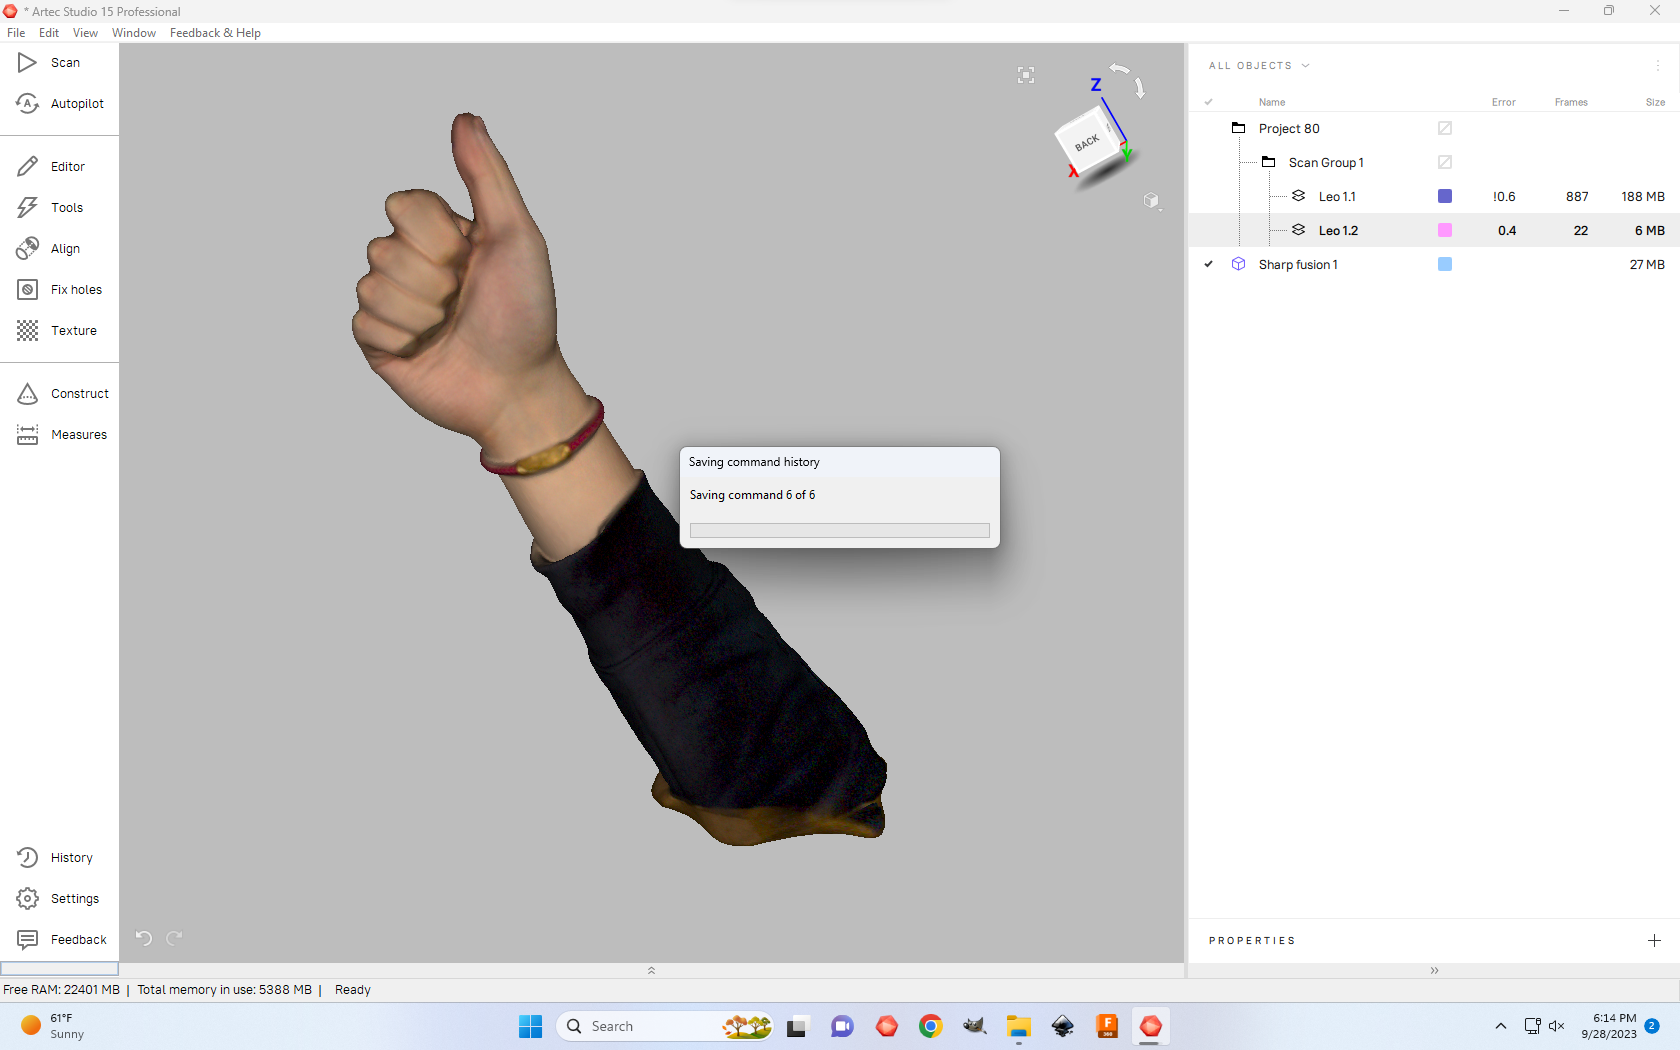 * Artec Studio 15 Professional
File Edit View Window Feedback & Help
Scan
Autopilot
Editor
Tools
Align
Fix holes
Texture
Construct
Measures
History
Settings
Feedback
Z
BACK
X
Y
Saving command history
Saving command 6 of 6
ALL OBJECTS
Name Error Frames Size
Project 80
Scan Group 1
Leo 1.1 !0.6 887 188 MB
Leo 1.2 0.4 22 6 MB
Sharp fusion 1 27 MB
PROPERTIES
Free RAM: 22401 MB | Total memory in use: 5388 MB | Ready
61°F
Sunny
Search
F
360
6:14 PM
9/28/2023
2